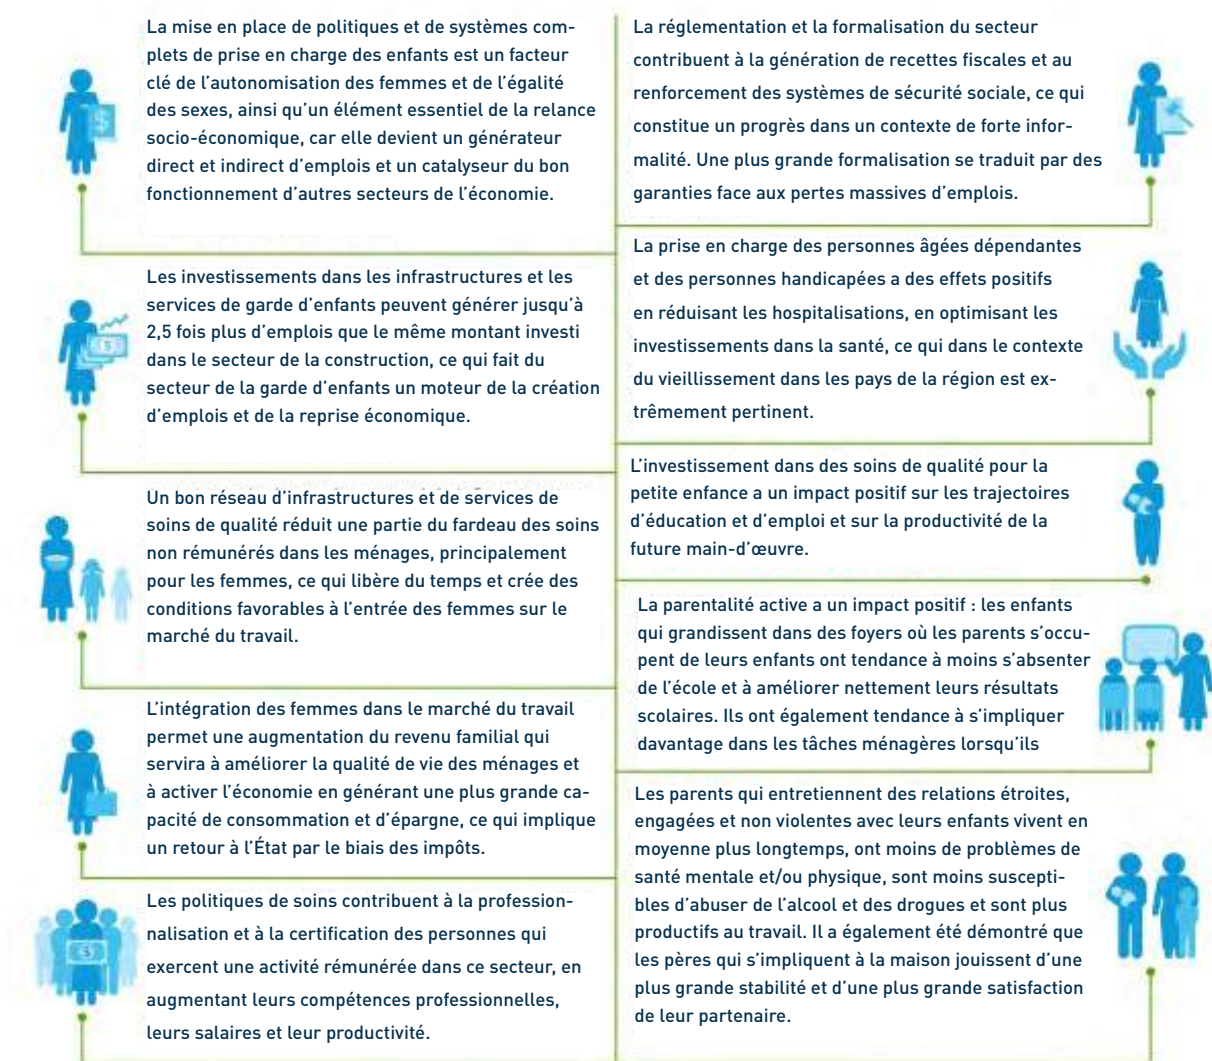 La mise en place de politiques et de systèmes com-
plets de prise en charge des enfants est un facteur
clé de l'autonomisation des femmes et de l'égalité
des sexes, ainsi qu'un élément essentiel de la relance
socio-économique, car elle devient un générateur
direct et indirect d'emplois et un catalyseur du bon
fonctionnement d'autres secteurs de l'économie.
Les investissements dans les infrastructures et les
services de garde d'enfants peuvent générer jusqu'à
2,5 fois plus d'emplois que le même montant investi
dans le secteur de la construction, ce qui fait du
secteur de la garde d'enfants un moteur de la création
d'emplois et de la reprise économique.
Un bon réseau d'infrastructures et de services de
soins de qualité réduit une partie du fardeau des soins
non rémunérés dans les ménages, principalement
pour les femmes, ce qui libère du temps et crée des
conditions favorables à l'entrée des femmes sur le
marché du travail.
L'intégration des femmes dans le marché du travail
permet une augmentation du revenu familial qui
servira à améliorer la qualité de vie des ménages et
à activer l'économie en générant une plus grande ca-
pacité de consommation et d'épargne, ce qui implique
un retour à l'État par le biais des impôts.
Les politiques de soins contribuent à la profession-
nalisation et à la certification des personnes qui
exercent une activité rémunérée dans ce secteur, en
augmentant leurs compétences professionnelles,
leurs salaires et leur productivité.
La réglementation et la formalisation du secteur
contribuent à la génération de recettes fiscales et au
renforcement des systèmes de sécurité sociale, ce qui
constitue un progrès dans un contexte de forte infor-
malité. Une plus grande formalisation se traduit par des
garanties face aux pertes massives d'emplois.
La prise en charge des personnes âgées dépendantes
et des personnes handicapées a des effets positifs
en réduisant les hospitalisations, en optimisant les
investissements dans la santé, ce qui dans le contexte
du vieillissement dans les pays de la région est ex-
trêmement pertinent.
L'investissement dans des soins de qualité pour la
petite enfance a un impact positif sur les trajectoires
d'éducation et d'emploi et sur la productivité de la
future main-d'œuvre.
La parentalité active a un impact positif : les enfants
qui grandissent dans des foyers où les parents s'occu-
pent de leurs enfants ont tendance à moins s'absenter
de l'école et à améliorer nettement leurs résultats
scolaires. Ils ont également tendance à s'impliquer
davantage dans les tâches ménagères lorsqu'ils
Les parents qui entretiennent des relations étroites,
engagées et non violentes avec leurs enfants vivent en
moyenne plus longtemps, ont moins de problèmes de
santé mentale et/ou physique, sont moins suscepti-
bles d'abuser de l'alcool et des drogues et sont plus
productifs au travail. Il a également été démontré que
les pères qui s'impliquent à la maison jouissent d'une
plus grande stabilité et d'une plus grande satisfaction
de leur partenaire.